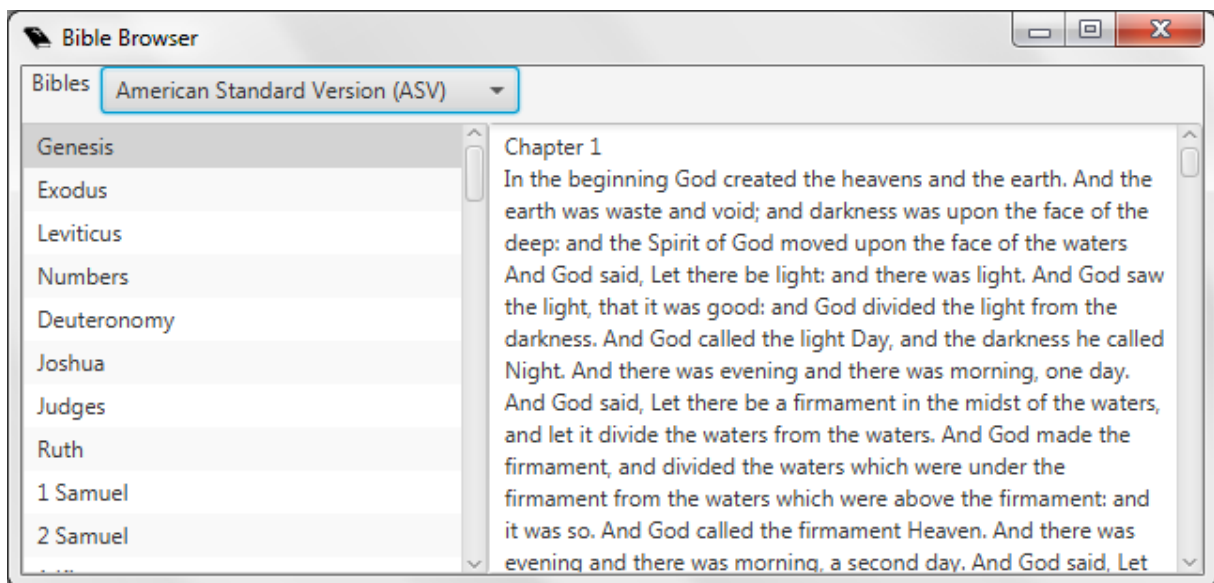 Bible Browser
Bibles
American Standard Version (ASV)
Genesis
Exodus
Leviticus
Numbers
Deuteronomy
Joshua
Judges
Ruth
1 Samuel
2 Samuel
Chapter 1
In the beginning God created the heavens and the earth. And the
earth was waste and void; and darkness was upon the face of the
deep: and the Spirit of God moved upon the face of the waters
And God said, Let there be light: and there was light. And God saw
the light, that it was good: and God divided the light from the
darkness. And God called the light Day, and the darkness he called
Night. And there was evening and there was morning, one day.
And God said, Let there be a firmament in the midst of the waters,
and let it divide the waters from the waters. And God made the
firmament, and divided the waters which were under the
firmament from the waters which were above the firmament: and
it was so. And God called the firmament Heaven. And there was
evening and there was morning, a second day. And God said, Let